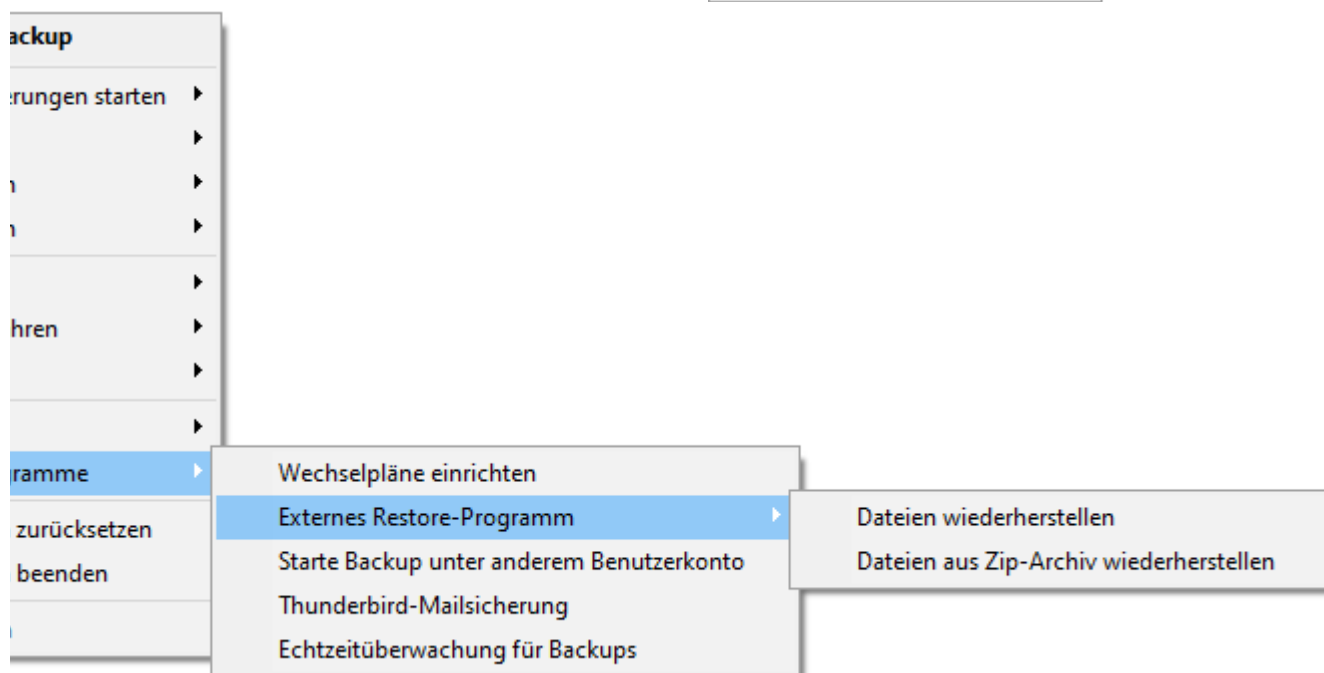 ackup
erungen starten
n
n
hren
ramme
zurücksetzen
beenden
Wechselpläne einrichten
Externes Restore-Programm
Starte Backup unter anderem Benutzerkonto
Thunderbird-Mailsicherung
Echtzeitüberwachung für Backups
Dateien wiederherstellen
Dateien aus Zip-Archiv wiederherstellen